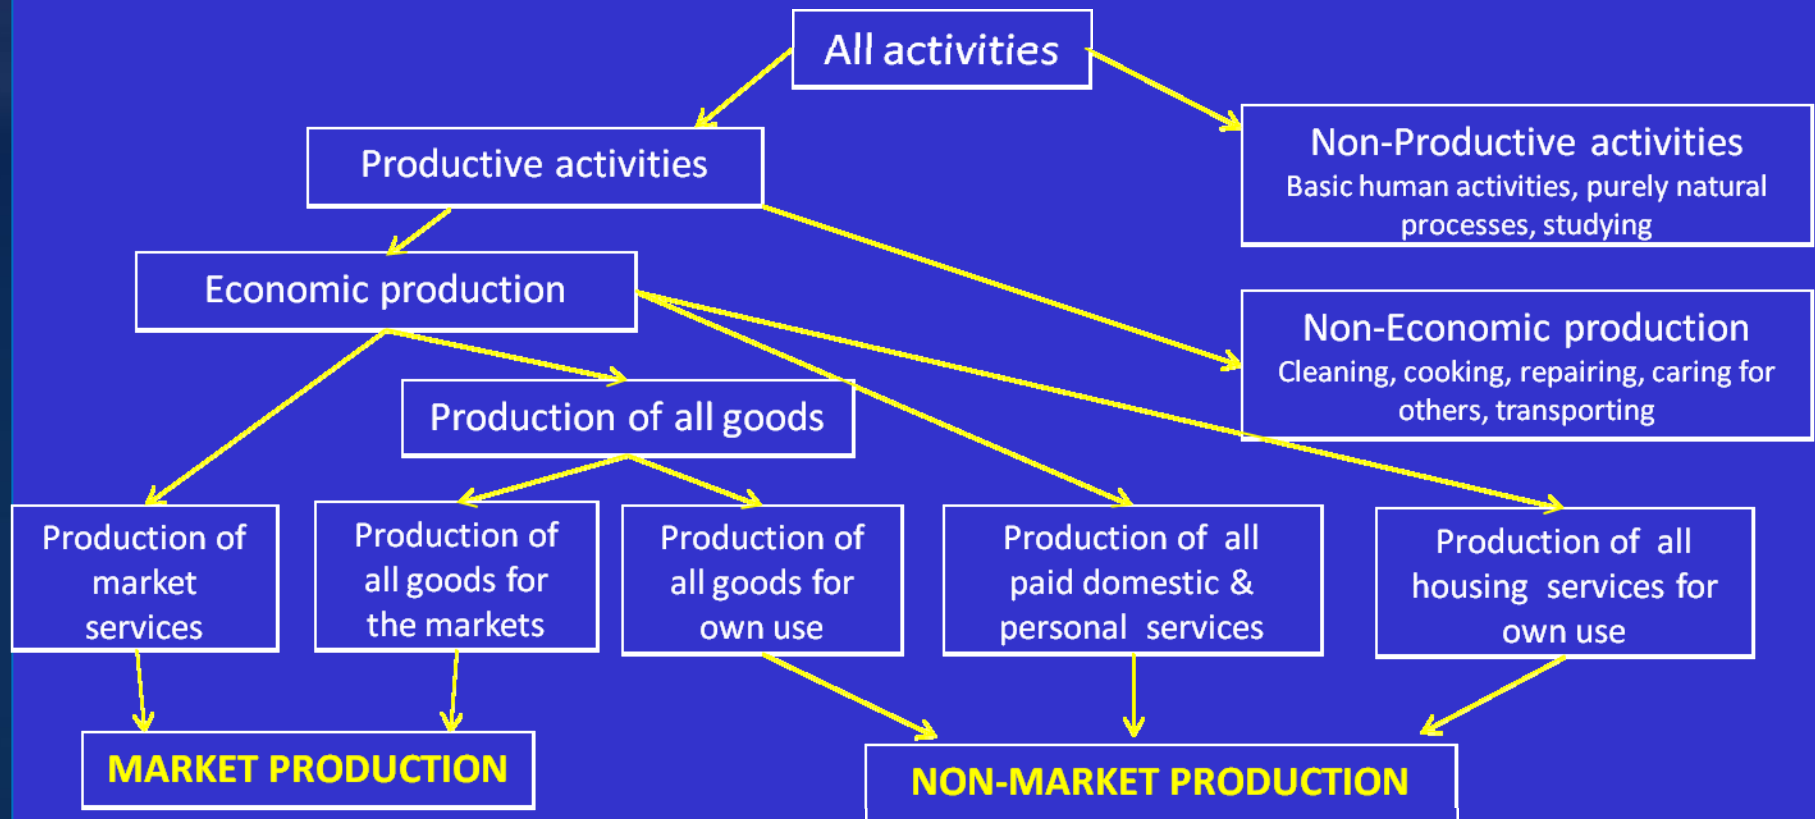 All activities
Non-Productive activities
Basic human activities, purely natural
processes, studying
Productive activities
Economic production
Non-Economic production
Cleaning, cooking, repairing, caring for
others, transporting
Production of all goods
Production of
market
services
Production of
all goods for
the markets
Production of
all goods for
own use
Production of all
paid domestic &
personal services
Production of all
housing services for
own use
MARKET PRODUCTION
NON-MARKET PRODUCTION